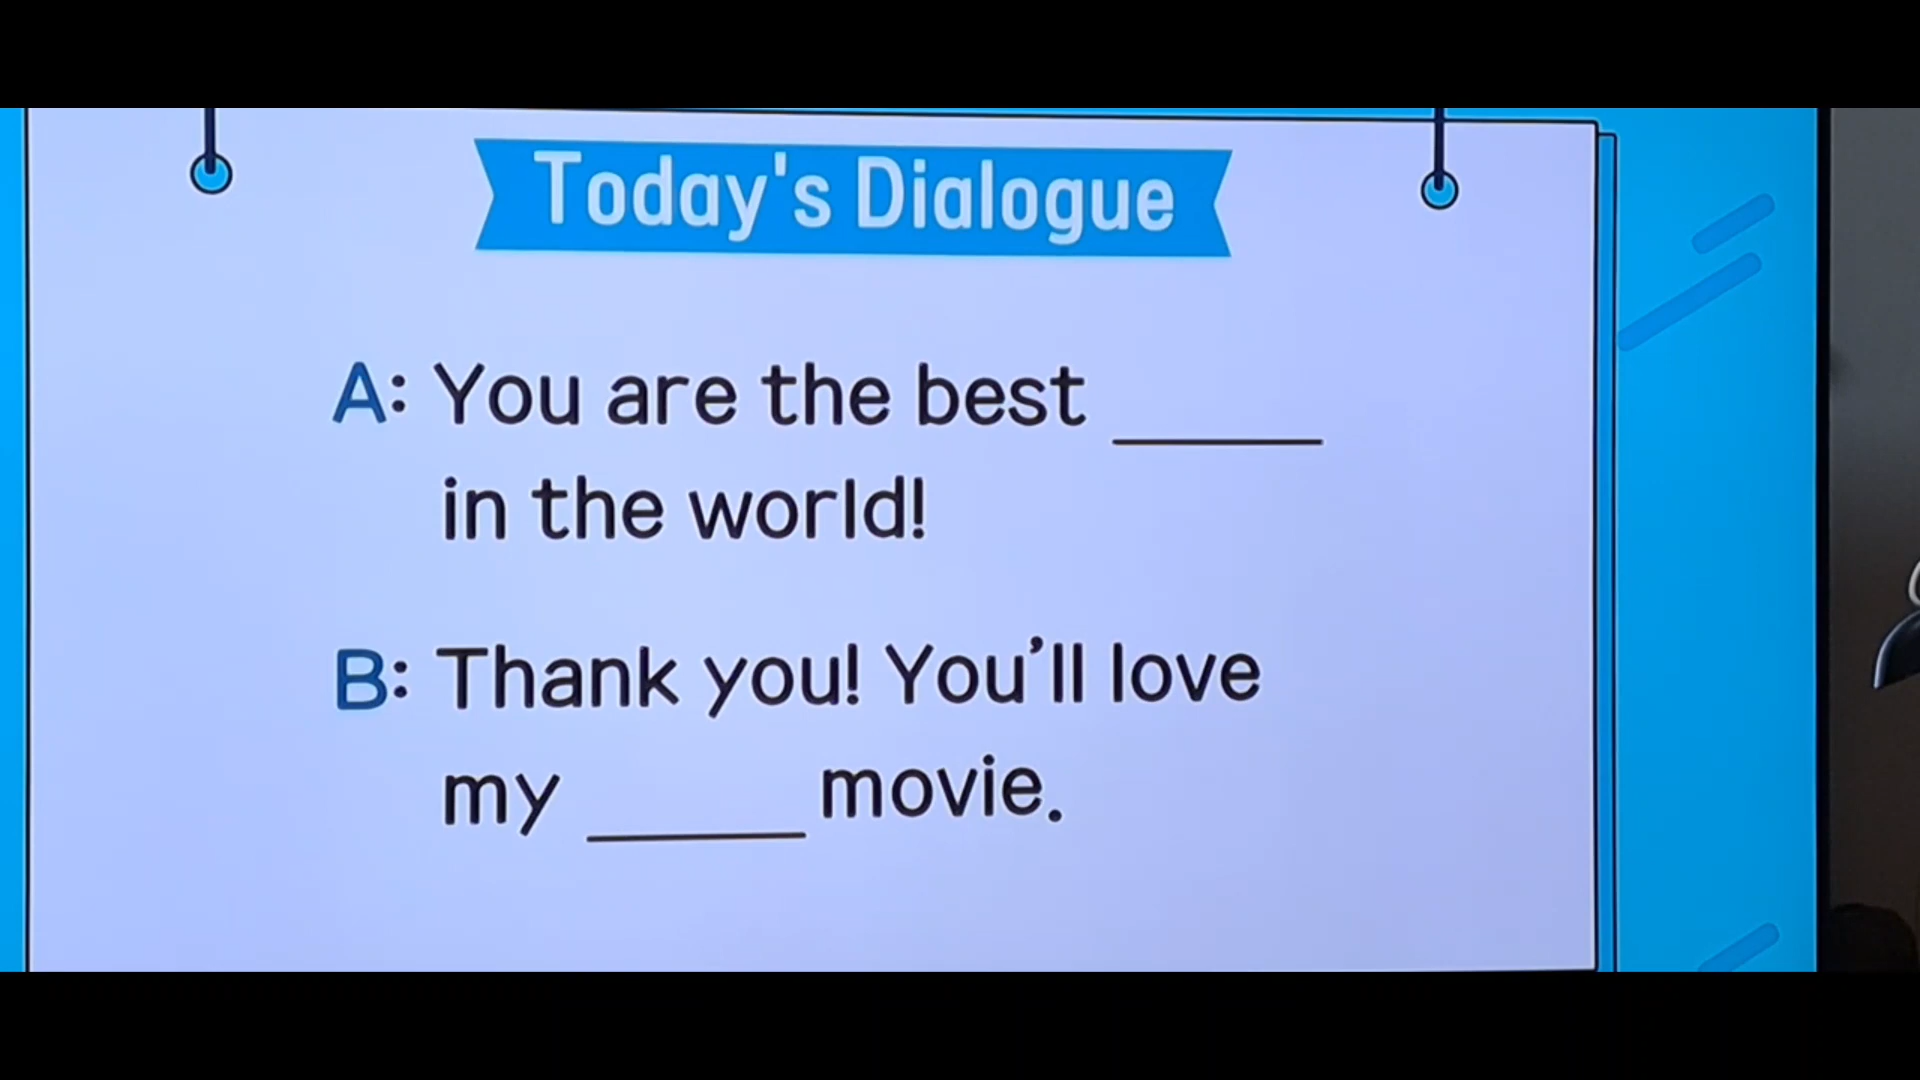 Today's Dialogue
A: You are the best ______
in the world!
B: Thank you! You’ll love
my ______ movie.